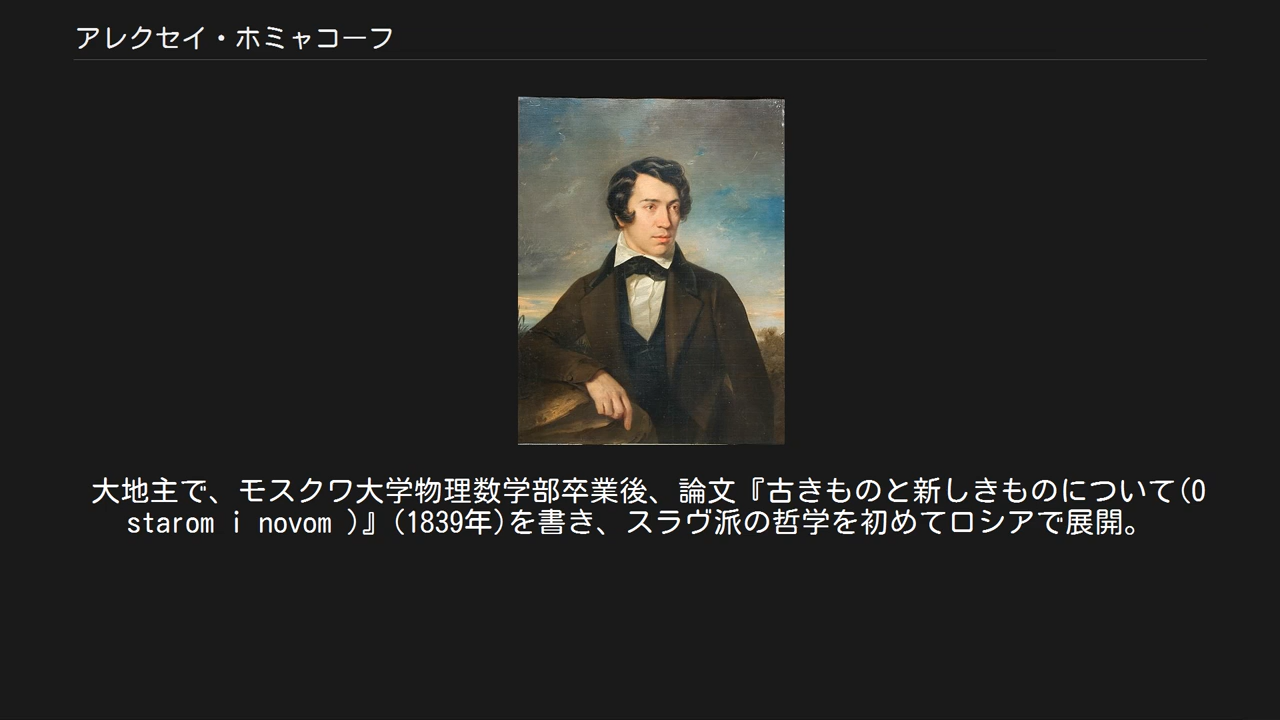 アレクセイ・ホミャコーフ
大地主で、モスクワ大学物理数学部卒業後、論文『古きものと新しきものについて(O
starom i novom )』(1839年)を書き、スラヴ派の哲学を初めてロシアで展開。